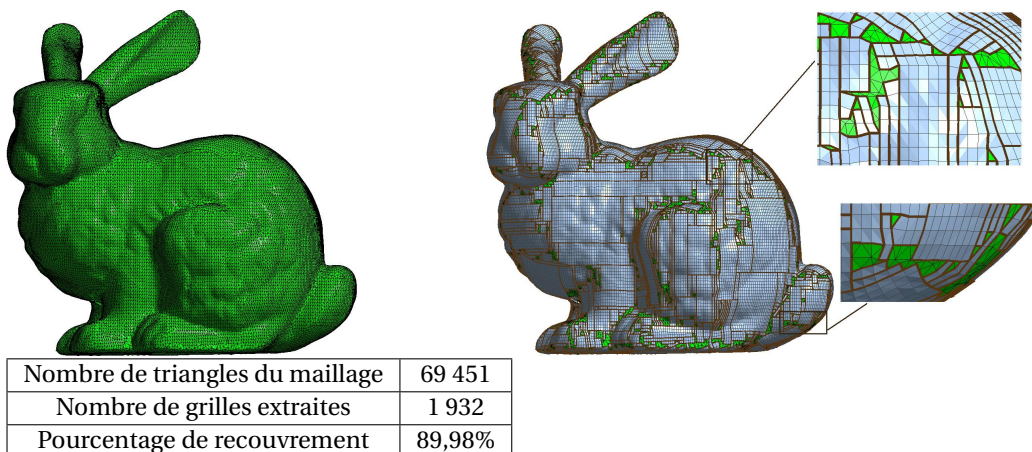 Nombre de triangles du maillage 69 451
Nombre de grilles extraites 1 932
Pourcentage de recouvrement 89,98%